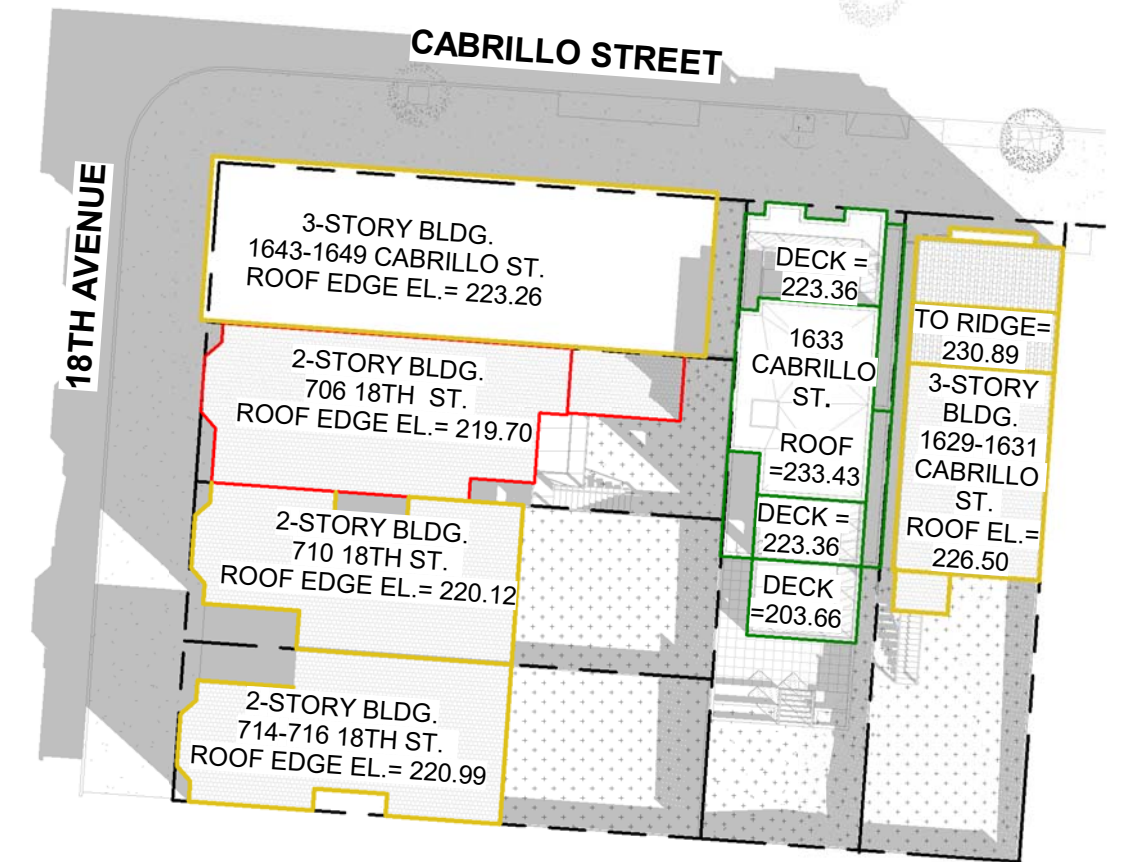 CABRILLO STREET
18TH AVENUE
3-STORY BLDG.
1643-1649 CABRILLO ST.
ROOF EDGE EL.= 223.26
2-STORY BLDG.
706 18TH ST.
ROOF EDGE EL.= 219.70
2-STORY BLDG.
710 18TH ST.
ROOF EDGE EL.= 220.12
2-STORY BLDG.
714-716 18TH ST.
ROOF EDGE EL.= 220.99
DECK =
223.36
1633
CABRILLO
ST.
ROOF
=233.43
DECK =
223.36
DECK
=203.66
TO RIDGE=
230.89
3-STORY
BLDG.
1629-1631
CABRILLO
ST.
ROOF EL.=
226.50